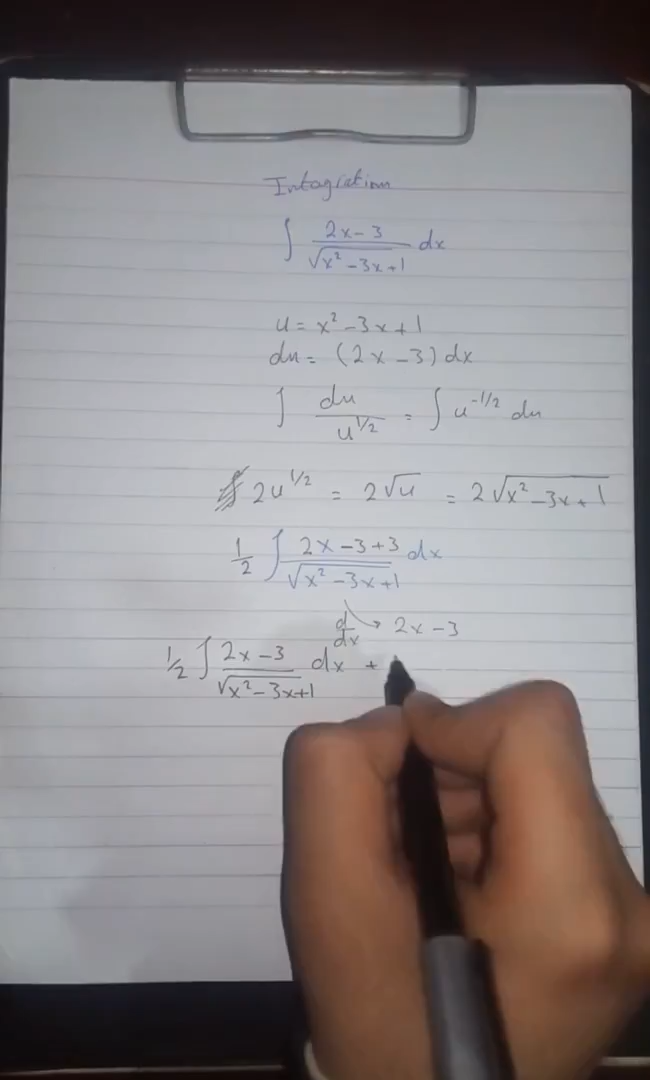 Intagration
∫ 2x-3 / √x²-3x+1 dx
u = x²-3x+1
du = (2x-3) dx
∫ du / u^1/2 = ∫ u^-1/2 du
2u^1/2 = 2√u = 2√x²-3x+1
1/2 ∫ 2x-3+3 / √x²-3x+1 dx
d/dx → 2x-3
1/2 ∫ 2x-3 / √x²-3x+1 dx +